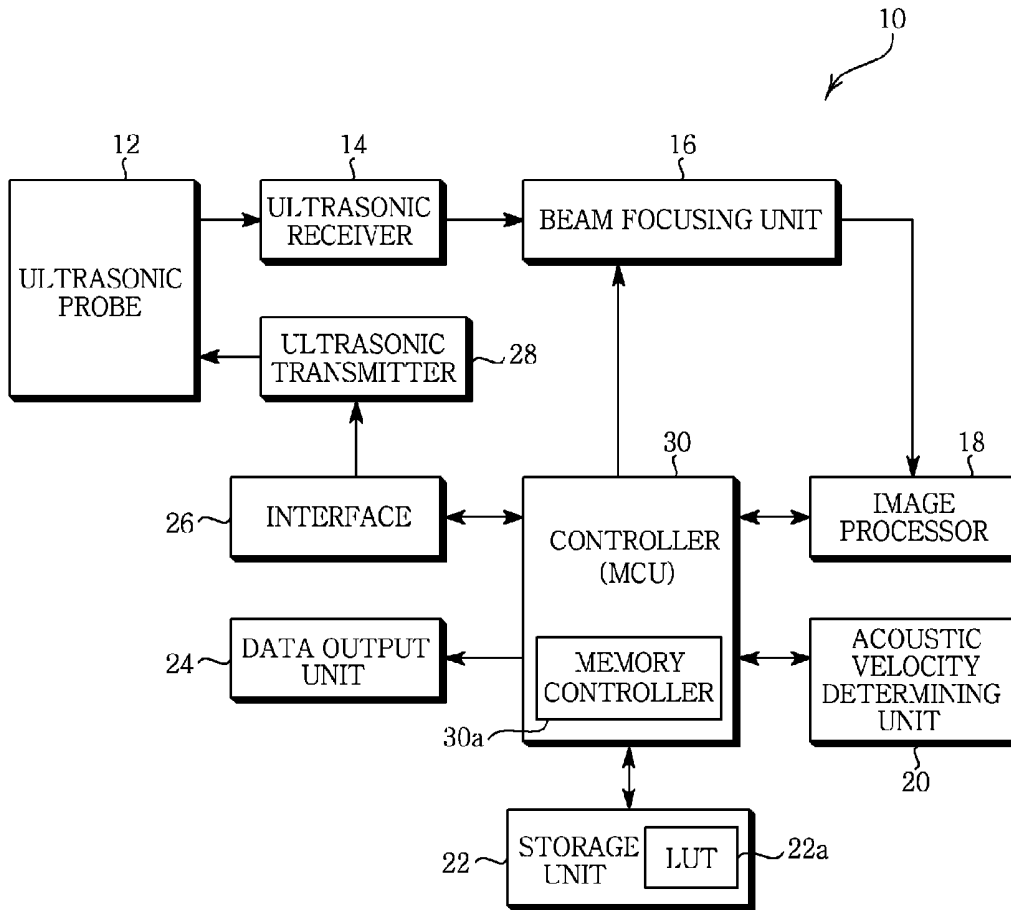 10
12
14
16
ULTRASONIC
PROBE
ULTRASONIC
RECEIVER
BEAM FOCUSING UNIT
ULTRASONIC
TRANSMITTER
28
30
18
26
INTERFACE
CONTROLLER
(MCU)
IMAGE
PROCESSOR
24
DATA OUTPUT
UNIT
MEMORY
CONTROLLER
30a
ACOUSTIC
VELOCITY
DETERMINING
UNIT
20
22
STORAGE
UNIT
LUT
22a